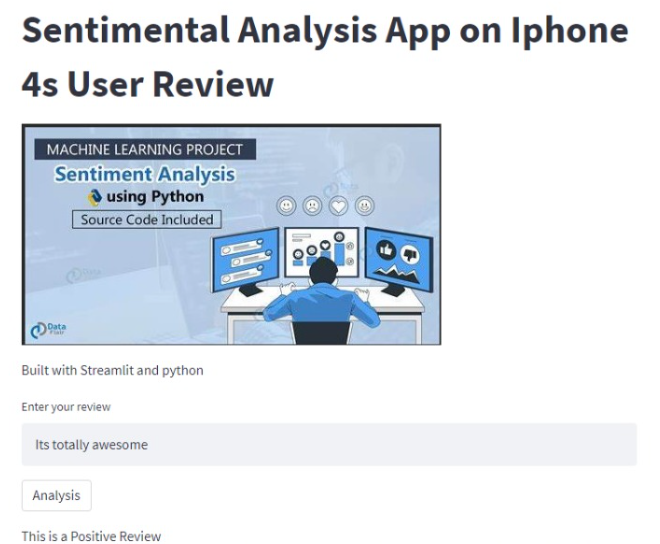 Sentimental Analysis App on Iphone
4s User Review
MACHINE LEARNING PROJECT
Sentiment Analysis
using Python
Source Code Included
Data
Flair
Built with Streamlit and python
Enter your review
Its totally awesome
Analysis
This is a Positive Review